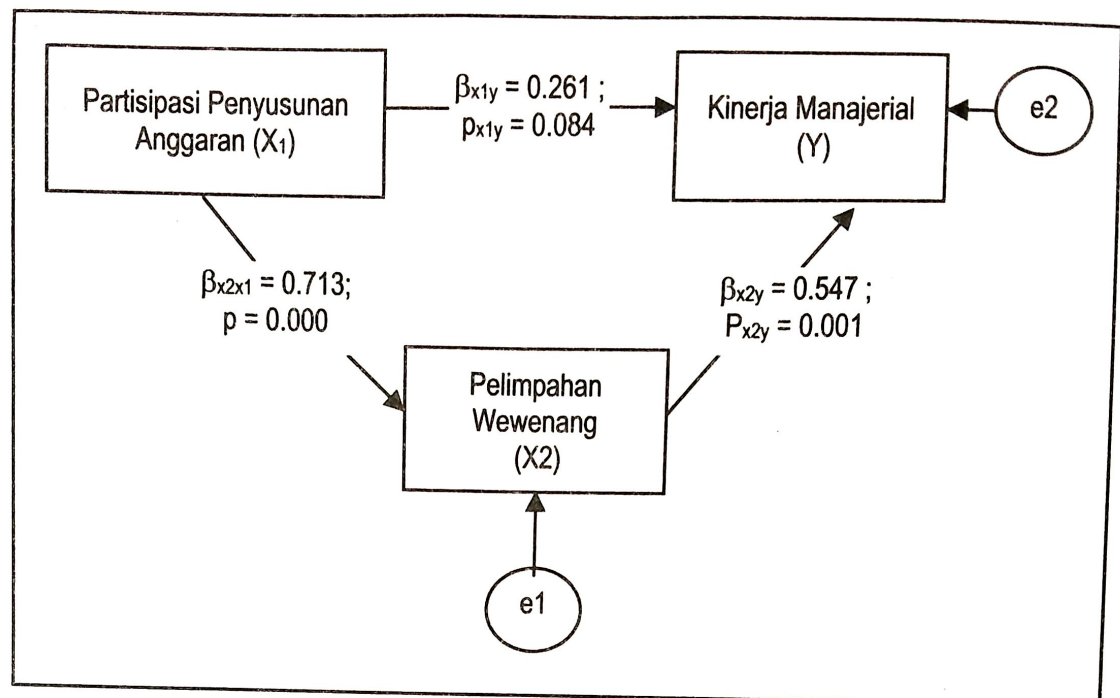 Partisipasi Penyusunan
Anggaran (X₁)
βx1y = 0.261 ;
px1y = 0.084
Kinerja Manajerial
(Y)
e2
βx2x1 = 0.713;
p = 0.000
βx2y = 0.547 ;
Px2y = 0.001
Pelimpahan
Wewenang
(X2)
e1